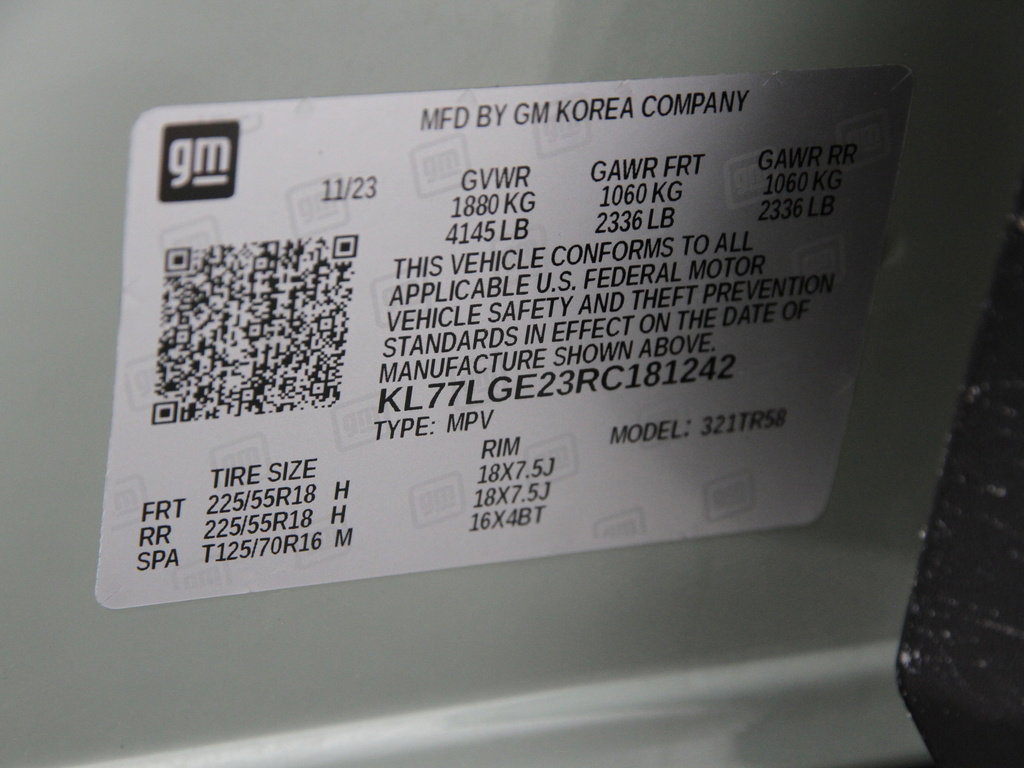 gm
MFD BY GM KOREA COMPANY
11/23
GVWR GAWR FRT GAWR RR
1880 KG 1060 KG 1060 KG
4145 LB 2336 LB 2336 LB
THIS VEHICLE CONFORMS TO ALL
APPLICABLE U.S. FEDERAL MOTOR
VEHICLE SAFETY AND THEFT PREVENTION
STANDARDS IN EFFECT ON THE DATE OF
MANUFACTURE SHOWN ABOVE.
KL77LGE23RC181242
TYPE: MPV MODEL: 321TR58
TIRE SIZE RIM
FRT 225/55R18 H 18X7.5J
RR 225/55R18 H 18X7.5J
SPA T125/70R16 M 16X4BT